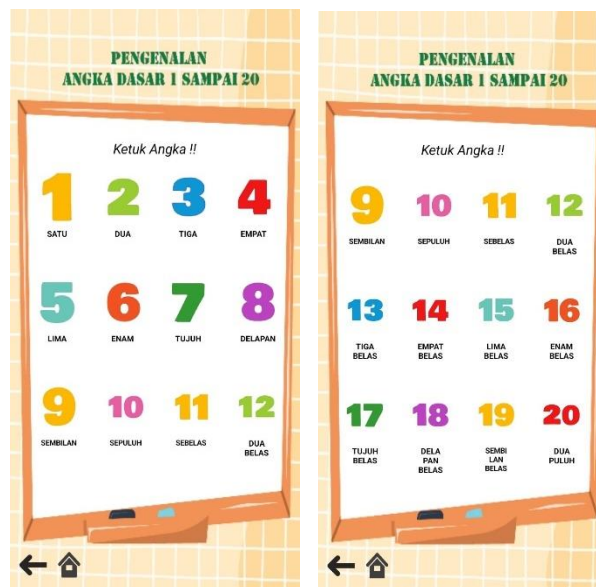 PENGENALAN
ANGKA DASAR 1 SAMPAI 20
Ketuk Angka !!
1 2 3 4
SATU DUA TIGA EMPAT
5 6 7 8
LIMA ENAM TUJUH DELAPAN
9 10 11 12
SEMBILAN SEPULUH SEBELAS DUA
BELAS
PENGENALAN
ANGKA DASAR 1 SAMPAI 20
Ketuk Angka !!
9 10 11 12
SEMBILAN SEPULUH SEBELAS DUA
BELAS
13 14 15 16
TIGA EMPAT LIMA ENAM
BELAS BELAS BELAS BELAS
17 18 19 20
TUJUH DELA SEMBI DUA
BELAS PAN LAN PULUH
BELAS BELAS